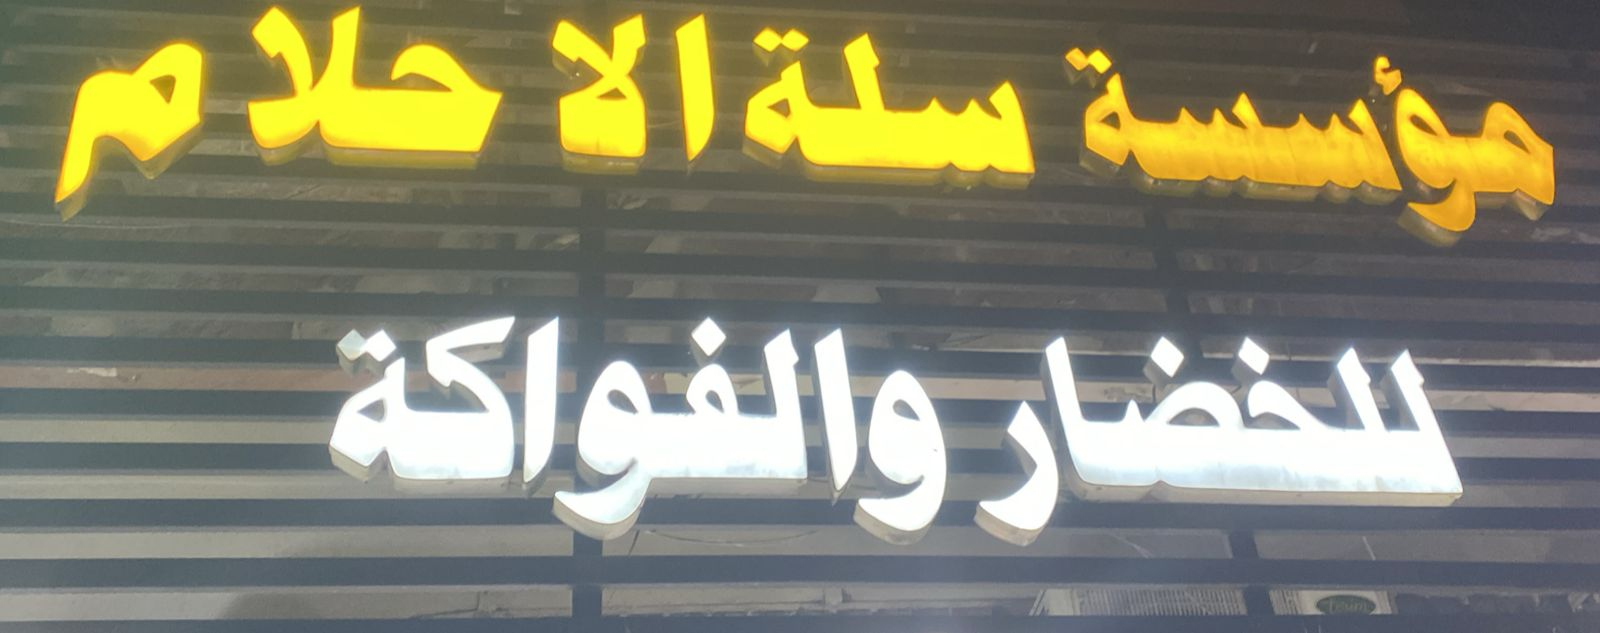 مؤسسة سلة الاحلام
للخضار والفواكة